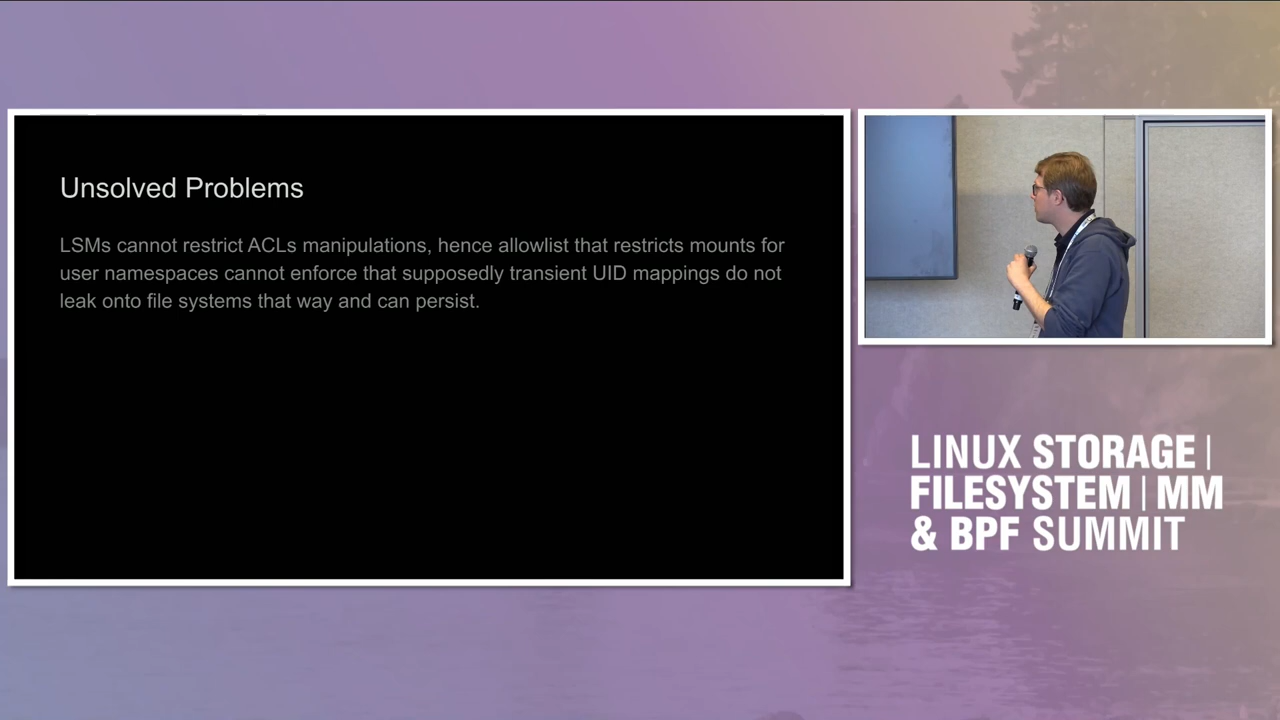 Unsolved Problems
LSMs cannot restrict ACLs manipulations, hence allowlist that restricts mounts for
user namespaces cannot enforce that supposedly transient UID mappings do not
leak onto file systems that way and can persist.
LINUX STORAGE |
FILESYSTEM | MM
& BPF SUMMIT